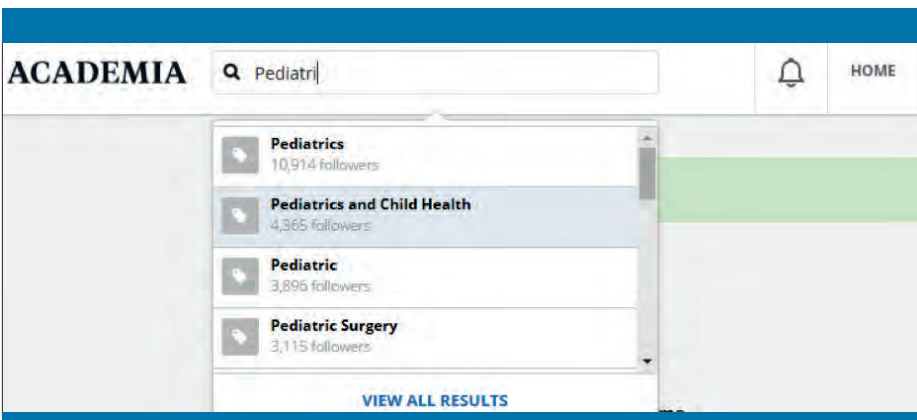 ACADEMIA
Pediatri
HOME
Pediatrics
10,914 followers
Pediatrics and Child Health
4,365 followers
Pediatric
3,896 followers
Pediatric Surgery
3,115 followers
VIEW ALL RESULTS